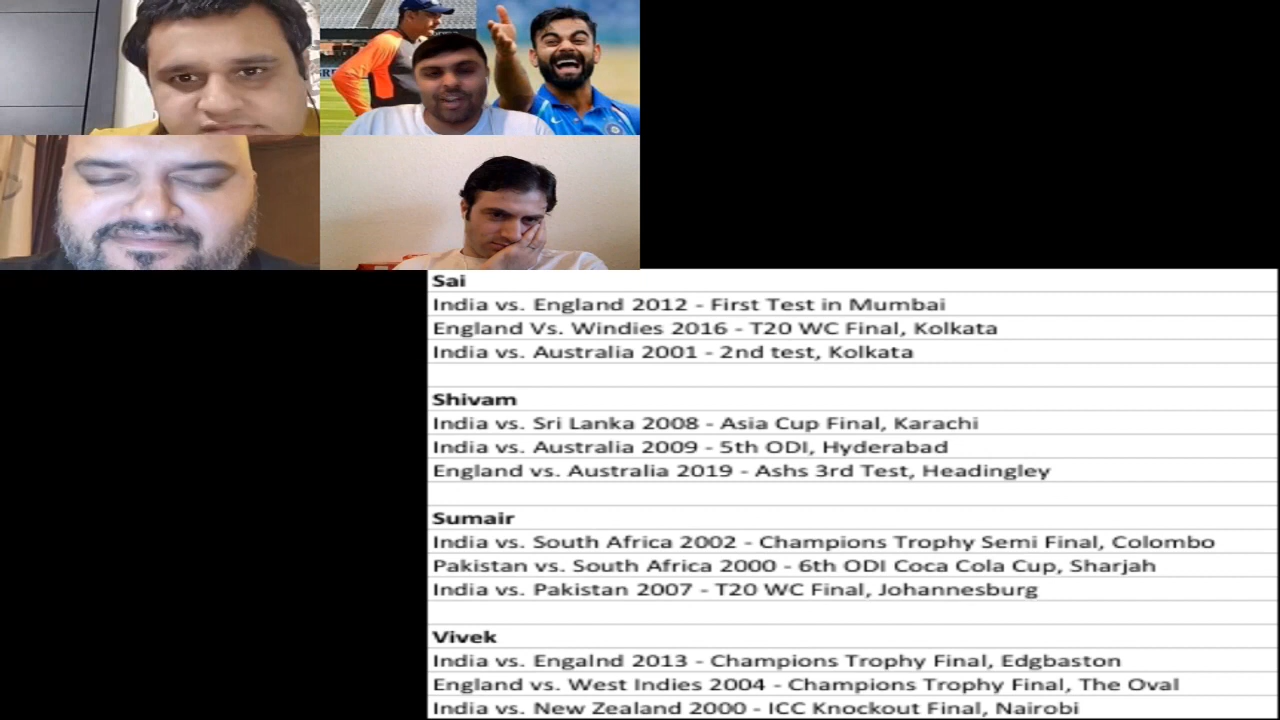 Sai
India vs. England 2012 - First Test in Mumbai
England Vs. Windies 2016 - T20 WC Final, Kolkata
India vs. Australia 2001 - 2nd test, Kolkata
Shivam
India vs. Sri Lanka 2008 - Asia Cup Final, Karachi
India vs. Australia 2009 - 5th ODI, Hyderabad
England vs. Australia 2019 - Ashs 3rd Test, Headingley
Sumair
India vs. South Africa 2002 - Champions Trophy Semi Final, Colombo
Pakistan vs. South Africa 2000 - 6th ODI Coca Cola Cup, Sharjah
India vs. Pakistan 2007 - T20 WC Final, Johannesburg
Vivek
India vs. Engalnd 2013 - Champions Trophy Final, Edgbaston
England vs. West Indies 2004 - Champions Trophy Final, The Oval
India vs. New Zealand 2000 - ICC Knockout Final, Nairobi